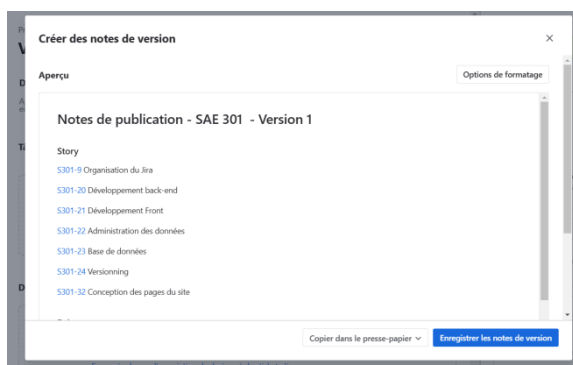 Créer des notes de version
Aperçu
Options de formatage
Notes de publication - SAE 301 - Version 1
Story
S301-9 Organisation du Jira
S301-20 Développement back-end
S301-21 Développement Front
S301-22 Administration des données
S301-23 Base de données
S301-24 Versionning
S301-32 Conception des pages du site
Copier dans le presse-papier
Enregistrer les notes de version